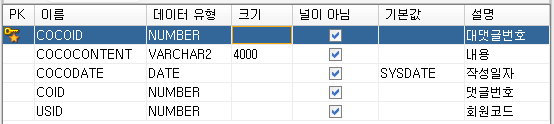 PK 이름 데이터 유형 크기 널이 아님 기본값 설명
COCOID NUMBER 대댓글번호
COCOCONTENT VARCHAR2 4000 내용
COCODATE DATE SYSDATE 작성일자
COID NUMBER 댓글번호
USID NUMBER 회원코드